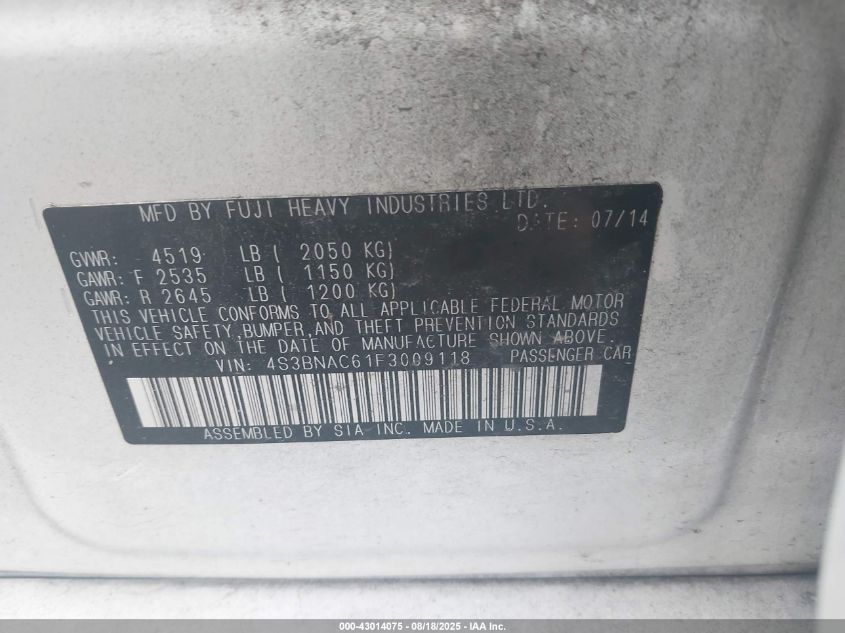 MFD BY FUJI HEAVY INDUSTRIES LTD.
DATE: 07/14
GVWR: 4519 LB ( 2050 KG)
GAWR: F 2535 LB ( 1150 KG)
GAWR: R 2645 LB ( 1200 KG)
THIS VEHICLE CONFORMS TO ALL APPLICABLE FEDERAL MOTOR
VEHICLE SAFETY,BUMPER,AND THEFT PREVENTION STANDARDS
IN EFFECT ON THE DATE OF MANUFACTURE SHOWN ABOVE.
VIN: 4S3BNAC61F3009118 PASSENGER CAR
ASSEMBLED BY SIA INC. MADE IN U.S.A.
000-43014075 - 08/18/2025 - IAA Inc.